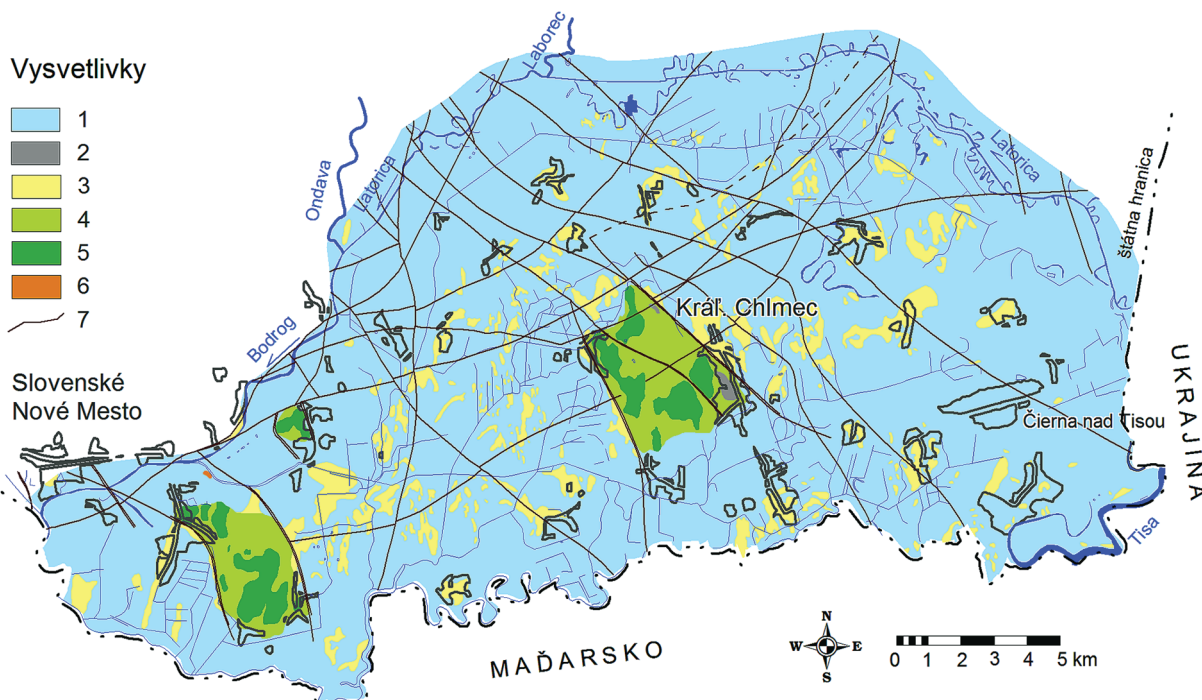 Vysvetlivky
1
2
3
4
5
6
7
Laborec
Ondava
Latorica
Latorica
štátna hranica
Kráľ. Chlmec
Bodrog
Slovenské
Nové Mesto
Čierna nad Tisou
UKRAJINA
Tisa
MAĎARSKO
N
W E
S
0 1 2 3 4 5 km